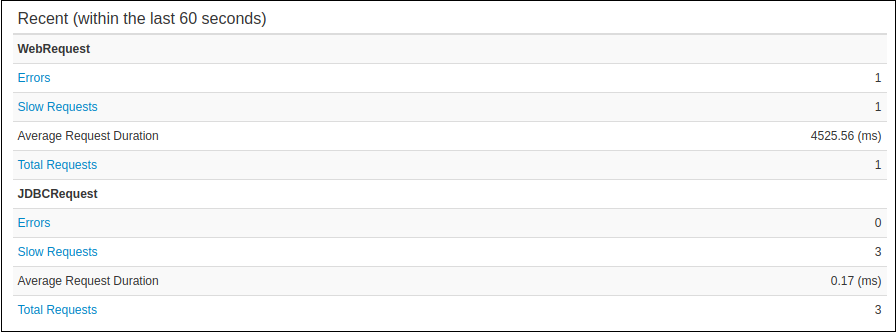 Recent (within the last 60 seconds)
WebRequest
Errors 1
Slow Requests 1
Average Request Duration 4525.56 (ms)
Total Requests 1
JDBCRequest
Errors 0
Slow Requests 3
Average Request Duration 0.17 (ms)
Total Requests 3